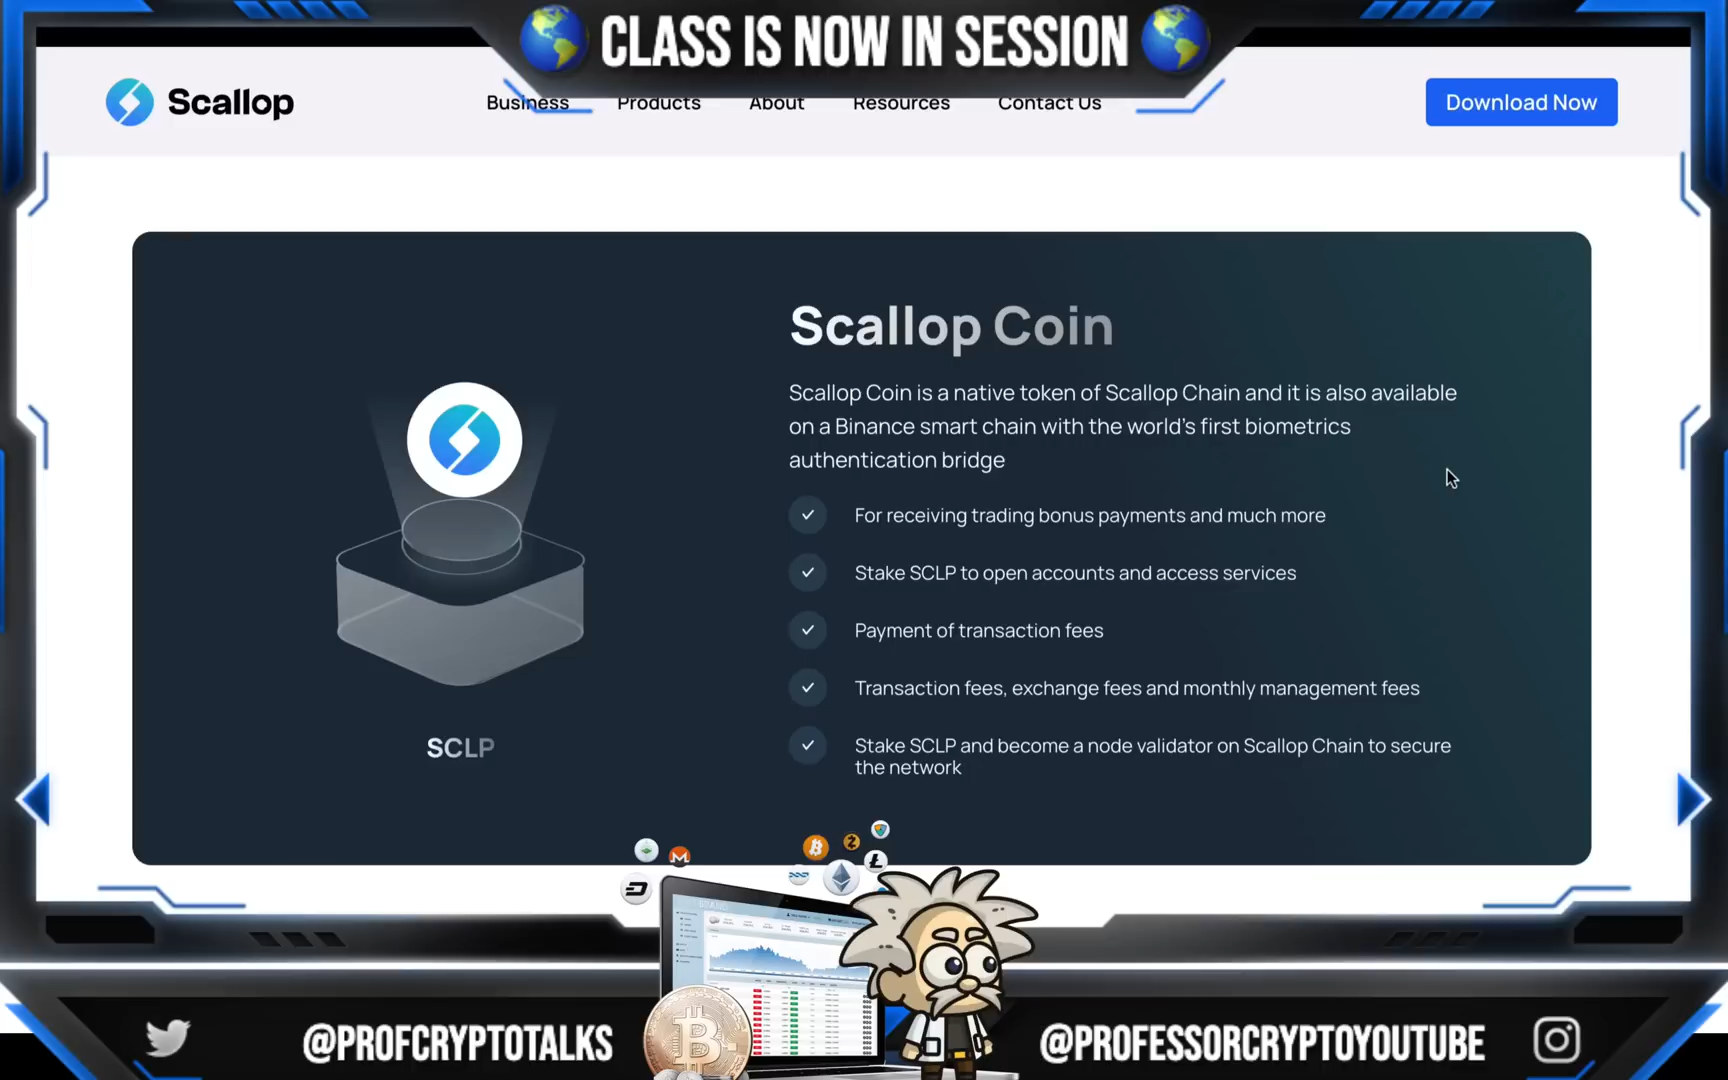 CLASS IS NOW IN SESSION
Scallop
Business
Products
About
Resources
Contact Us
Download Now
Scallop Coin
Scallop Coin is a native token of Scallop Chain and it is also available
on a Binance smart chain with the world's first biometrics
authentication bridge
For receiving trading bonus payments and much more
Stake SCLP to open accounts and access services
Payment of transaction fees
Transaction fees, exchange fees and monthly management fees
Stake SCLP and become a node validator on Scallop Chain to secure
the network
SCLP
@PROFCRYPTOTALKS
@PROFESSORCRYPTOYOUTUBE